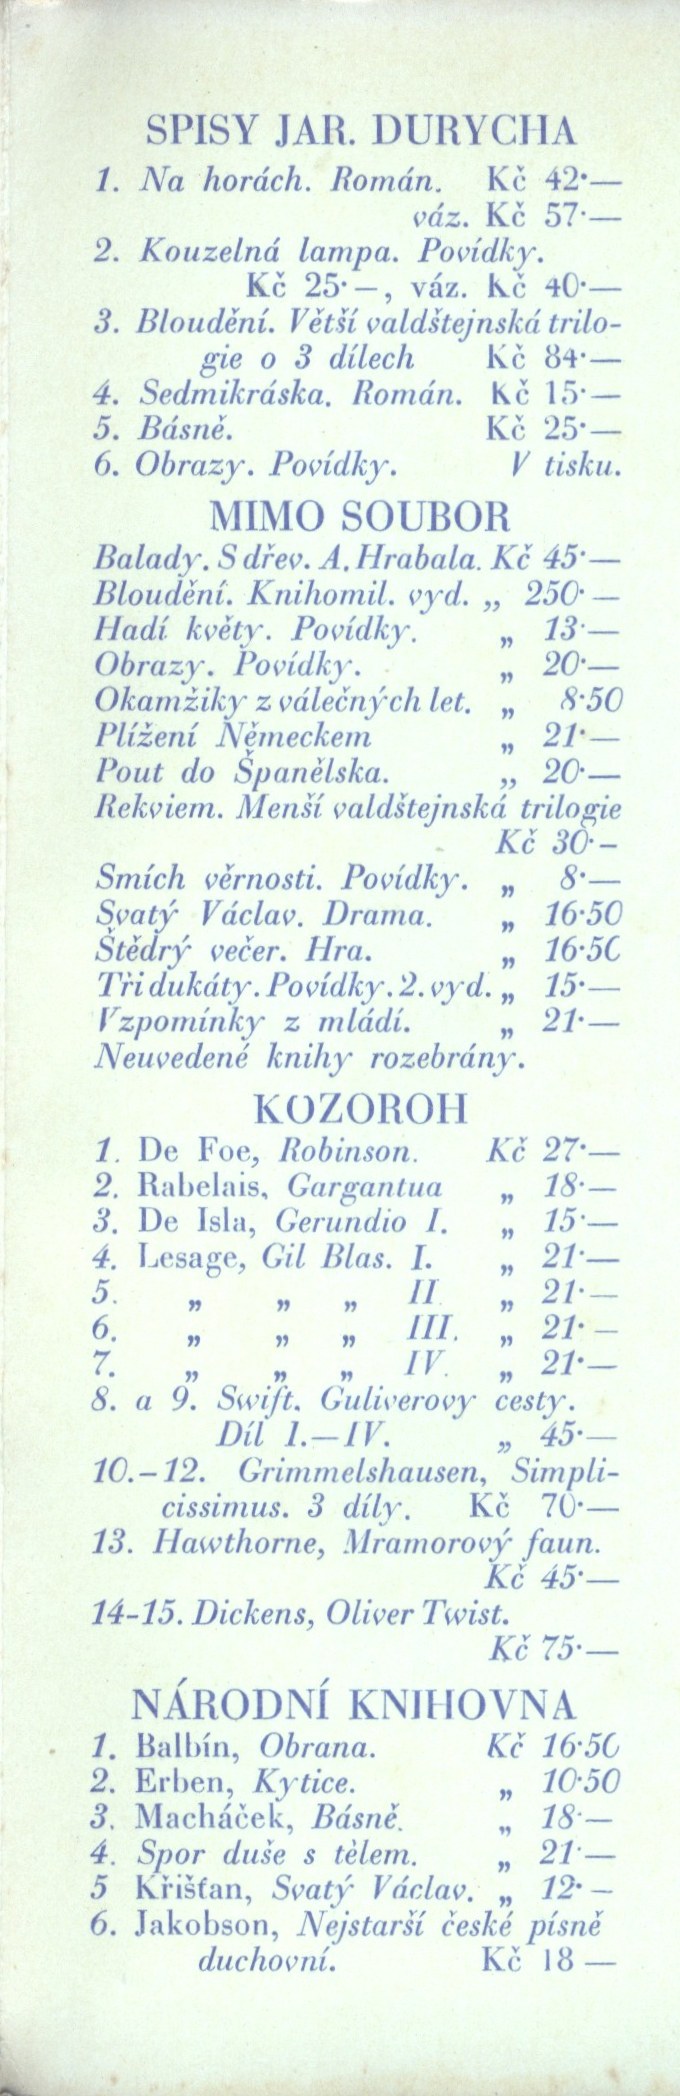 SPISY JAR. DURYCHA
1. Na horách. Román. Kč 42·—
váz. Kč 57·—
2. Kouzelná lampa. Povídky.
Kč 25·—, váz. Kč 40·—
3. Bloudění. Větší valdštejnská trilo-
gie o 3 dílech Kč 84·—
4. Sedmikráska. Román. Kč 15·—
5. Básně. Kč 25·—
6. Obrazy. Povídky. V tisku.
MIMO SOUBOR
Balady. S dřev. A. Hrabala. Kč 45·—
Bloudění. Knihomil. vyd. „ 250·—
Hadí květy. Povídky. „ 13·—
Obrazy. Povídky. „ 20·—
Okamžiky z válečných let. „ 8·50
Plížení Německem „ 21·—
Pout do Španělska. „ 20·—
Rekviem. Menší valdštejnská trilogie
Kč 30·—
Smích věrnosti. Povídky. „ 8·—
Svatý Václav. Drama. „ 16·50
Štědrý večer. Hra. „ 16·50
Tři dukáty. Povídky. 2. vyd. „ 15·—
Vzpomínky z mládí. „ 21·—
Neuvedené knihy rozebrány.
KOZOROH
1. De Foe, Robinson. Kč 27·—
2. Rabelais, Gargantua „ 18·—
3. De Isla, Gerundio I. „ 15·—
4. Lesage, Gil Blas. I. „ 21·—
5. „ „ „ II „ 21·—
6. „ „ „ III. „ 21·—
7. „ „ „ IV. „ 21·—
8. a 9. Swift. Guliverovy cesty.
Díl 1.—IV. „ 45·—
10.—12. Grimmelshausen, Simpli-
cissimus. 3 díly. Kč 70·—
13. Hawthorne, Mramorový faun.
Kč 45·—
14-15. Dickens, Oliver Twist.
Kč 75·—
NÁRODNÍ KNIHOVNA
1. Balbín, Obrana. Kč 16·50
2. Erben, Kytice. „ 10·50
3. Macháček, Básně. „ 18·—
4. Spor duše s tělem. „ 21·—
5 Křišťan, Svatý Václav. „ 12·—
6. Jakobson, Nejstarší české písně
duchovní. Kč 18 —